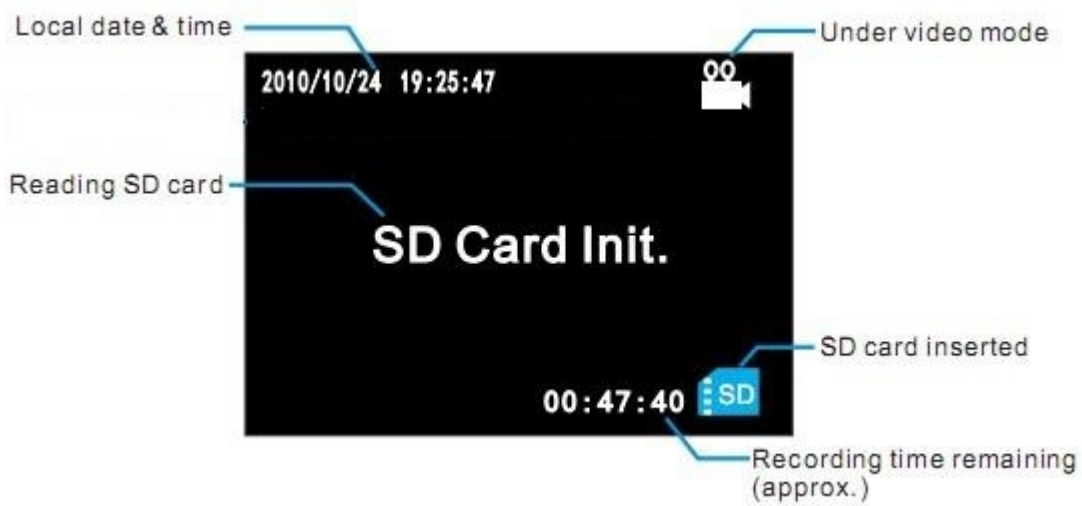 Local date & time
Under video mode
2010/10/24 19:25:47
Reading SD card
SD Card Init.
SD card inserted
00:47:40
SD
Recording time remaining
(approx.)